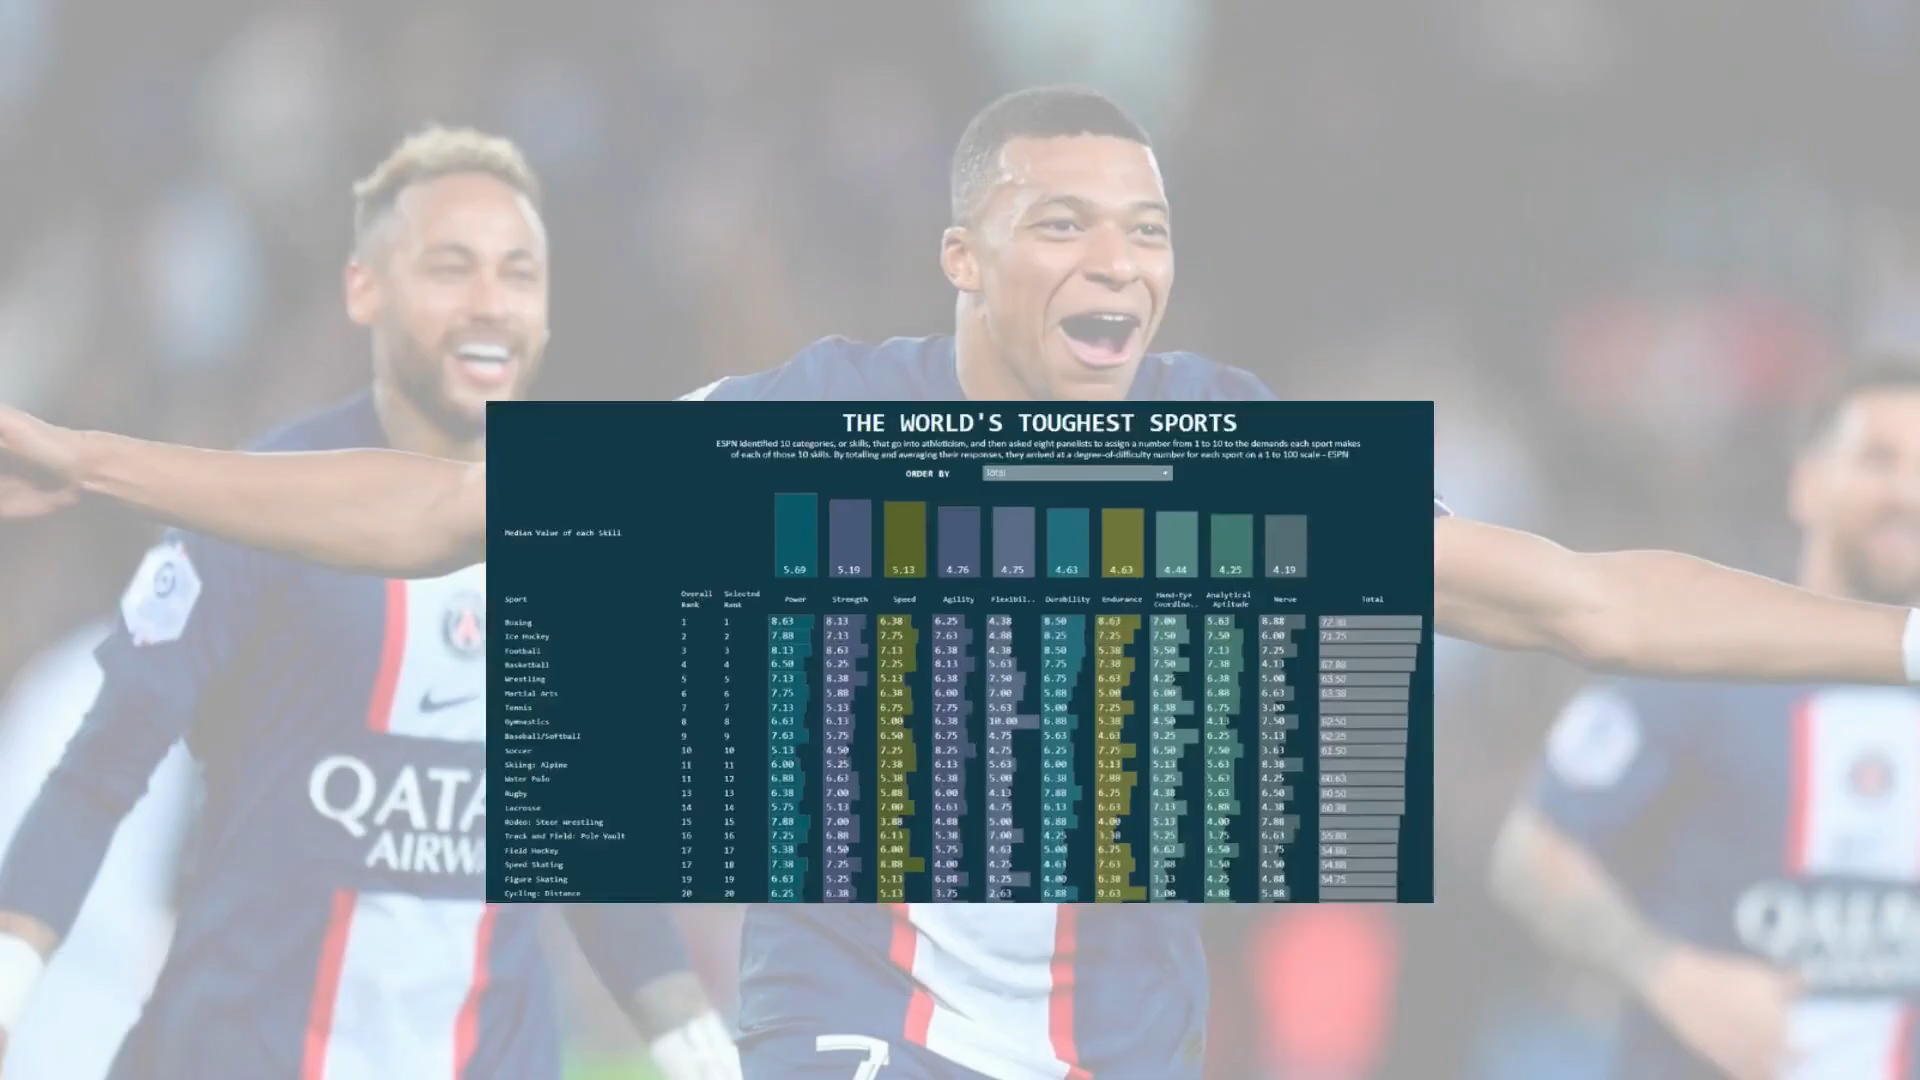 THE WORLD'S TOUGHEST SPORTS
ESPN identified 10 categories, or skills, that go into athleticism, and then asked eight panelists to assign a number from 1 to 10 to the demands each sport makes
of each of those 10 skills. By totalling and averaging their responses, they arrived at a degree-of-difficulty number for each sport on a 1 to 100 scale - ESPN
ORDER BY Total
Median Value of each Skill
5.69 5.19 5.13 4.76 4.75 4.63 4.63 4.44 4.25 4.19
Sport Overall Rank Selected Rank Power Strength Speed Agility Flexibil.. Durability Endurance Hand-Eye Coordina.. Analytical Aptitude Nerve Total
Boxing 1 1 8.63 8.13 6.38 6.25 4.38 8.50 8.63 7.00 5.63 8.88 72.38
Ice Hockey 2 2 7.88 7.13 7.75 7.63 4.88 8.25 7.25 7.50 7.50 6.00 71.75
Football 3 3 8.13 8.63 7.13 6.38 4.38 8.50 5.38 5.50 7.13 7.25
Basketball 4 4 6.50 6.25 7.25 8.13 5.63 7.75 7.38 7.50 7.38 4.13 67.88
Wrestling 5 5 7.13 8.38 5.13 6.38 7.50 6.75 6.63 4.25 6.38 5.00 63.50
Martial Arts 6 6 7.75 5.88 6.38 6.00 7.00 5.88 5.00 6.00 6.88 6.63 63.38
Tennis 7 7 7.13 5.13 6.75 7.75 5.63 5.00 7.25 8.38 6.75 3.00
Gymnastics 8 8 6.63 6.13 5.00 6.38 10.00 6.88 5.38 4.50 4.13 7.50 62.50
Baseball/Softball 9 9 7.63 5.75 6.50 6.75 4.75 5.63 4.63 9.25 6.25 5.13 62.25
Soccer 10 10 5.13 4.50 7.25 8.25 4.75 6.25 7.75 6.50 7.50 3.63 61.50
Skiing: Alpine 11 11 6.00 5.25 7.38 6.13 5.63 6.00 5.13 5.13 5.63 8.38
Water Polo 11 12 6.88 6.63 5.38 6.38 5.00 6.38 7.88 6.25 5.63 4.25 60.63
Rugby 13 13 6.38 7.00 5.88 6.00 4.13 7.88 6.75 4.38 5.63 6.50 60.50
Lacrosse 14 14 5.75 5.13 7.00 6.63 4.75 6.13 6.63 7.13 6.88 4.38 60.38
Rodeo: Steer Wrestling 15 15 7.88 7.00 3.88 4.88 5.00 6.88 4.00 5.13 4.00 7.88
Track and Field: Pole Vault 16 16 7.25 6.88 6.13 5.38 7.00 4.25 3.38 5.25 3.75 6.63 55.88
Field Hockey 17 17 5.38 4.50 6.00 5.75 4.63 5.00 6.75 6.63 6.50 3.75 54.88
Speed Skating 17 18 7.38 7.25 8.88 4.00 4.25 4.63 7.63 2.88 3.50 4.50 54.88
Figure Skating 19 19 6.63 5.25 5.13 6.88 8.25 4.00 6.38 3.13 4.25 4.88 54.75
Cycling: Distance 20 20 6.25 6.38 5.13 3.75 2.63 6.88 9.63 3.00 4.88 5.88
QATA
AIRW
7